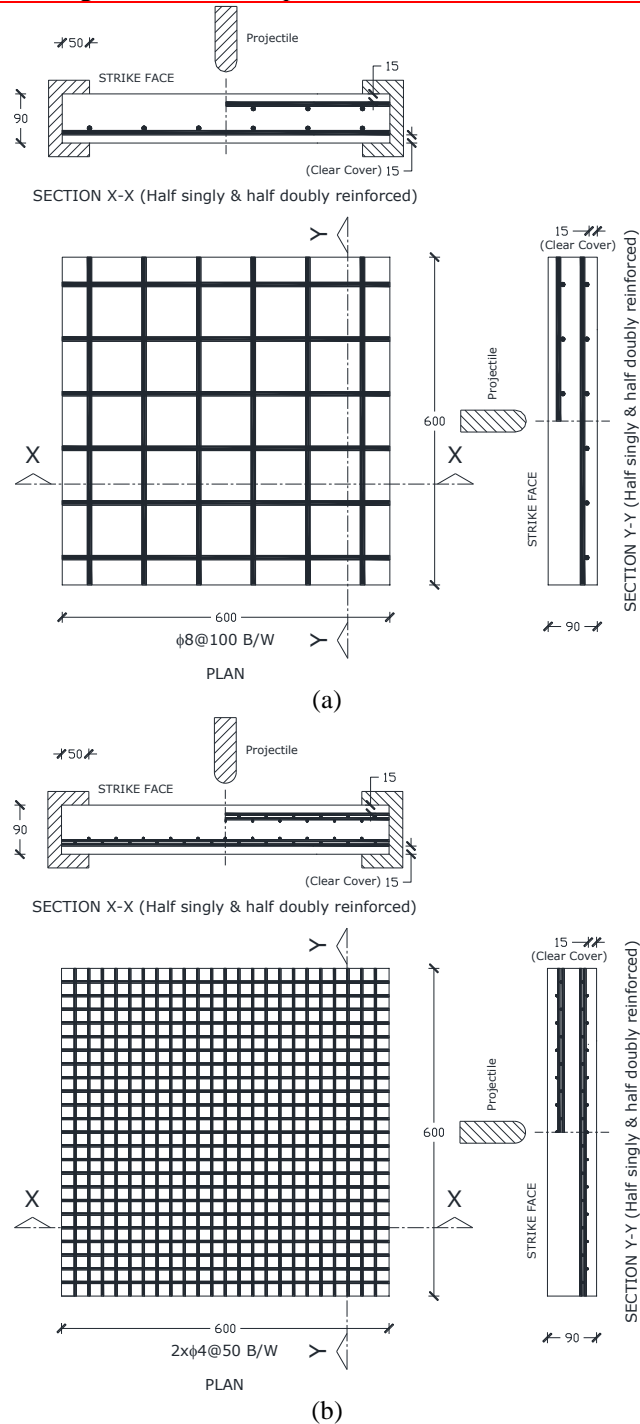 50
Projectile
STRIKE FACE
15
90
(Clear Cover) 15
SECTION X-X (Half singly & half doubly reinforced)
Y
15
(Clear Cover)
Projectile
600
X
X
STRIKE FACE
SECTION Y-Y (Half singly & half doubly reinforced)
600
90
ϕ8@100 B/W
Y
PLAN
(a)
50
Projectile
STRIKE FACE
15
90
(Clear Cover) 15
SECTION X-X (Half singly & half doubly reinforced)
Y
15
(Clear Cover)
Projectile
600
X
X
STRIKE FACE
SECTION Y-Y (Half singly & half doubly reinforced)
600
90
2xϕ4@50 B/W
Y
PLAN
(b)